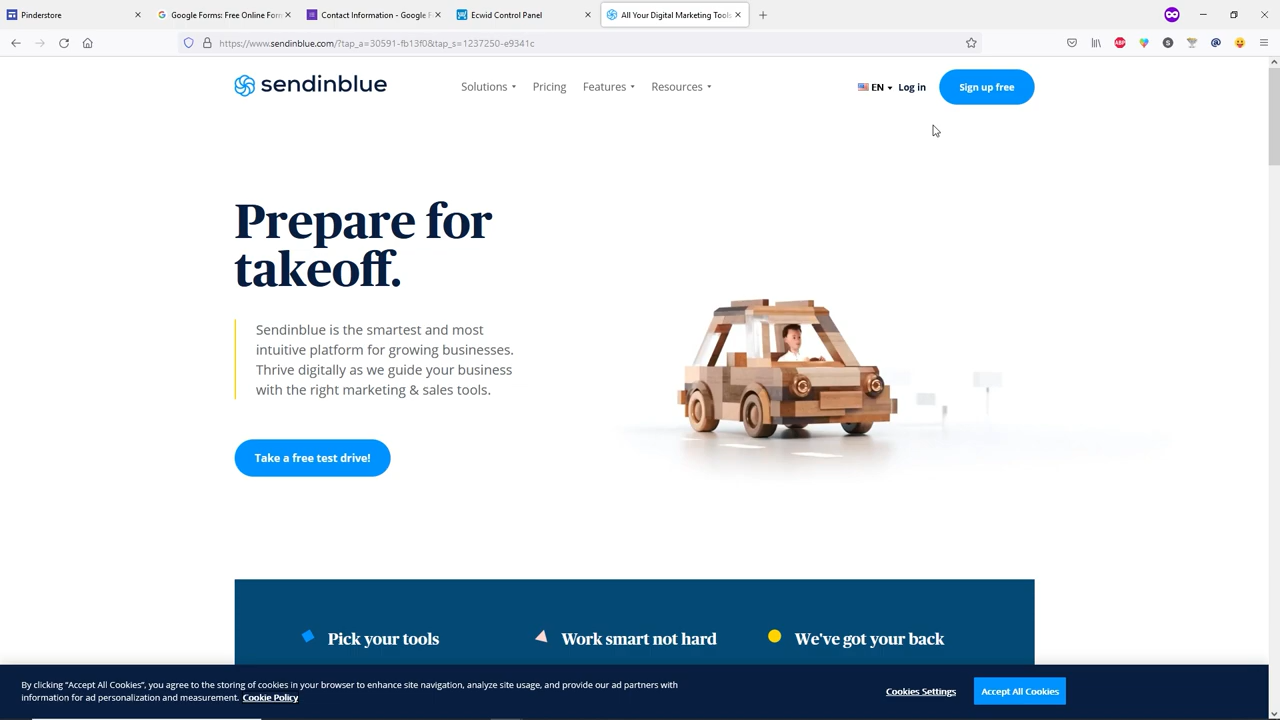 Pinderstore
Google Forms: Free Online Form
Contact Information - Google F
Ecwid Control Panel
All Your Digital Marketing Tools
https://www.sendinblue.com/?tap_a=30591-fb13f0&tap_s=1237250-e9341c
ABP
S
sendinblue
Solutions
Pricing
Features
Resources
EN
Log in
Sign up free
Prepare for
takeoff.
Sendinblue is the smartest and most
intuitive platform for growing businesses.
Thrive digitally as we guide your business
with the right marketing & sales tools.
Take a free test drive!
Pick your tools
Work smart not hard
We've got your back
By clicking “Accept All Cookies”, you agree to the storing of cookies in your browser to enhance site navigation, analyze site usage, and provide our ad partners with
information for ad personalization and measurement. Cookie Policy
Cookies Settings
Accept All Cookies